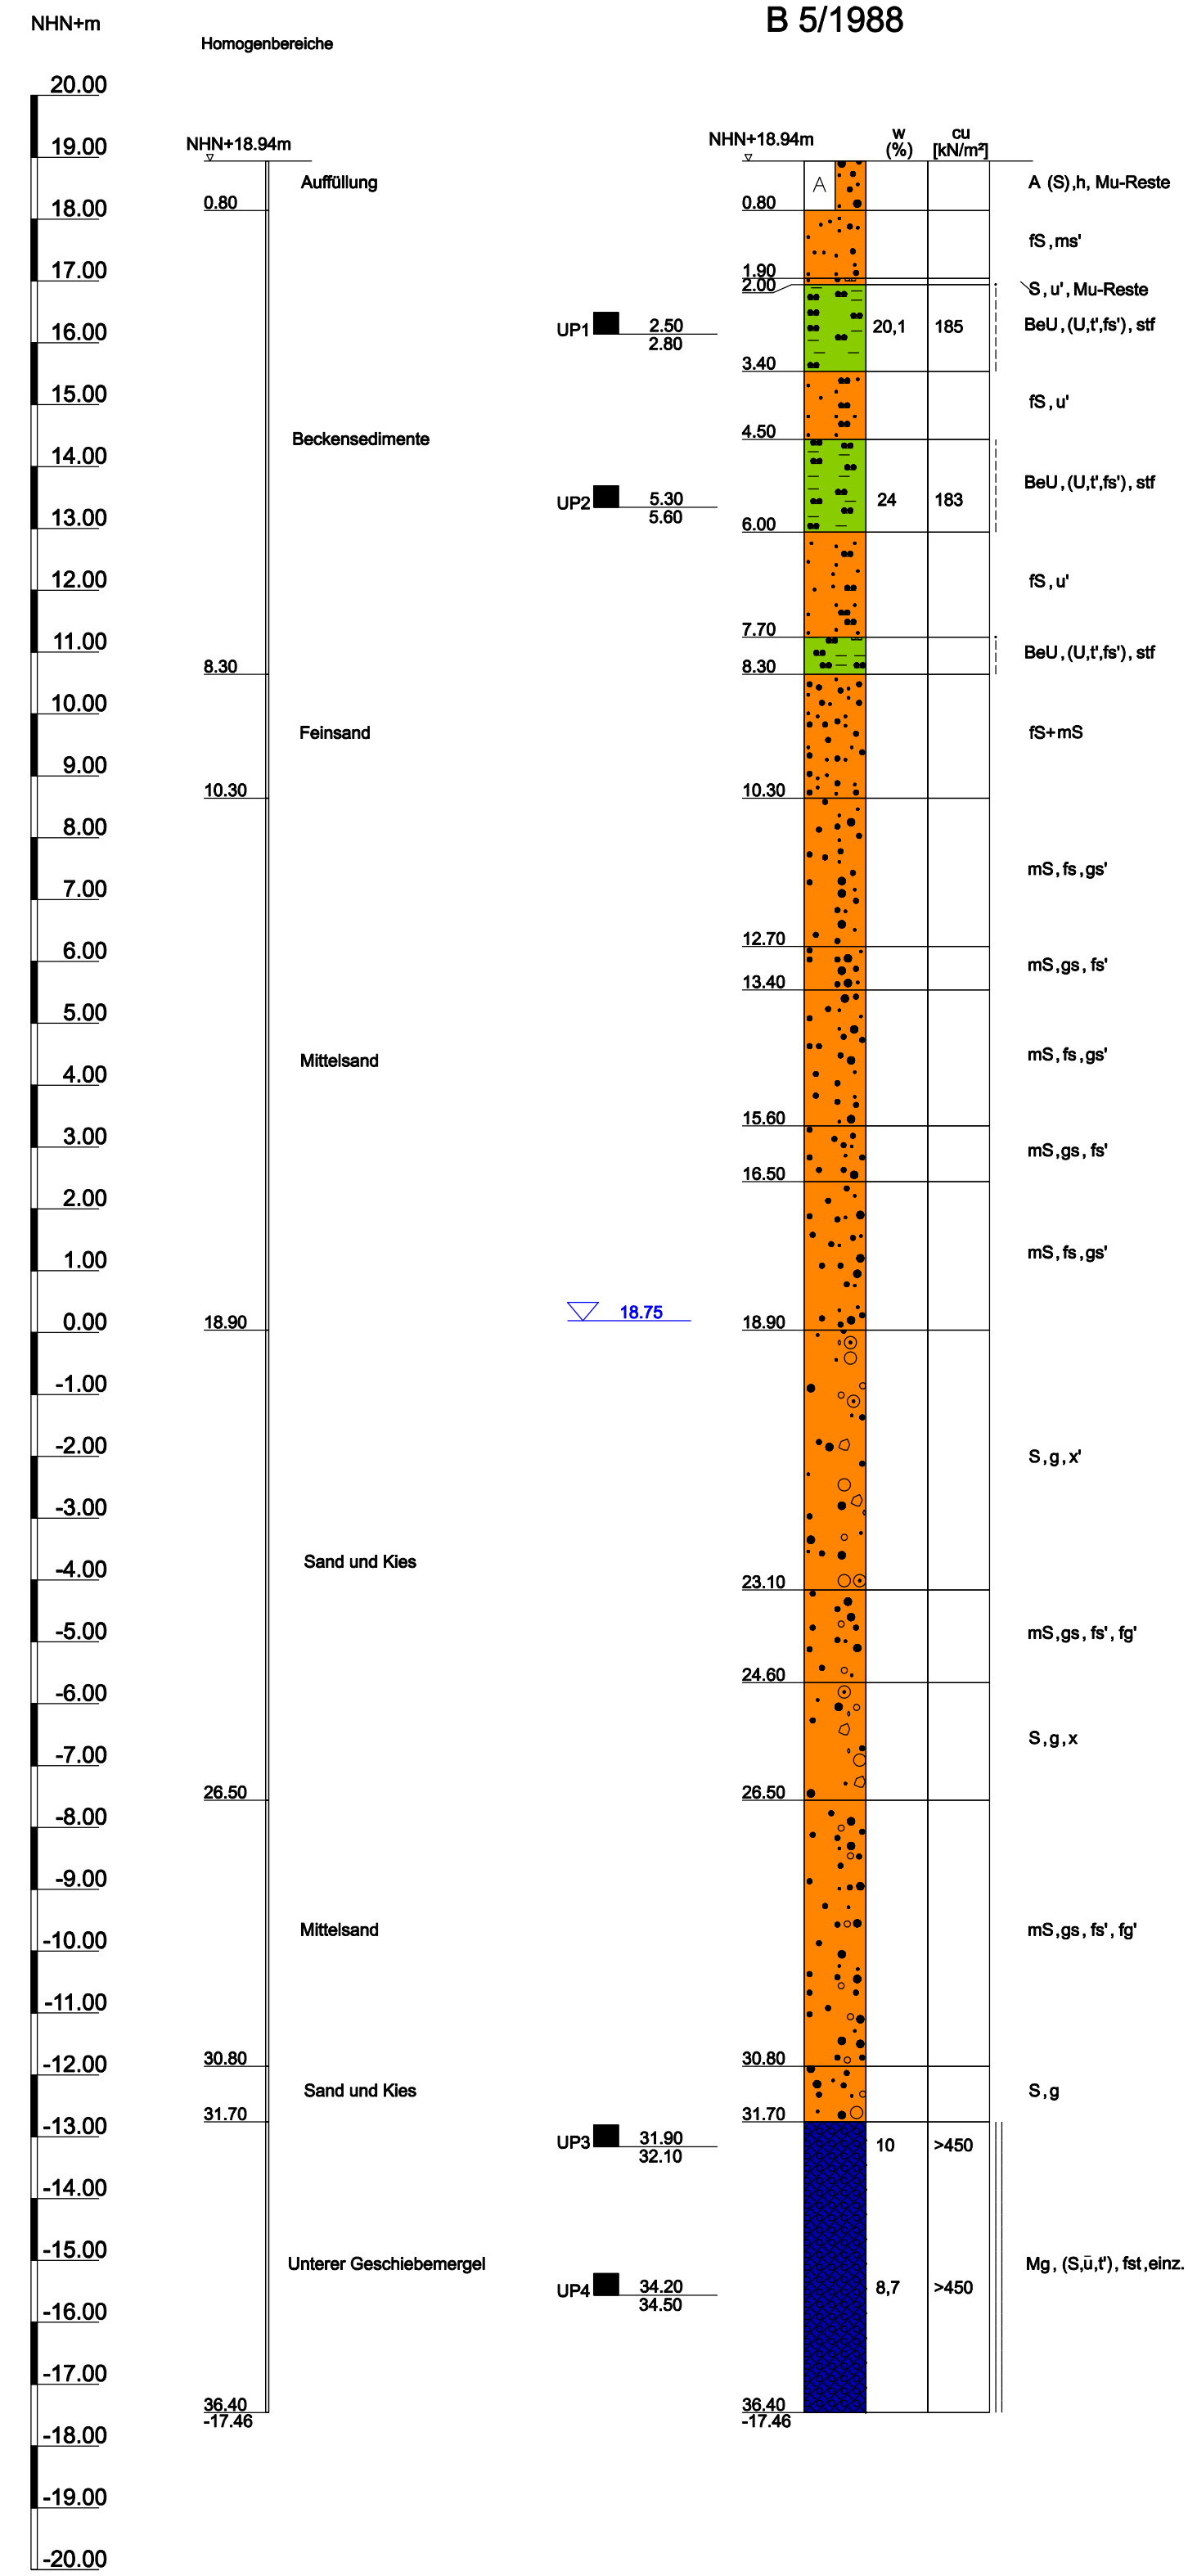 B 5/1988
NHN+m
Homogenbereiche
20.00
19.00
18.00
17.00
16.00
15.00
14.00
13.00
12.00
11.00
10.00
9.00
8.00
7.00
6.00
5.00
4.00
3.00
2.00
1.00
0.00
-1.00
-2.00
-3.00
-4.00
-5.00
-6.00
-7.00
-8.00
-9.00
-10.00
-11.00
-12.00
-13.00
-14.00
-15.00
-16.00
-17.00
-18.00
-19.00
-20.00
NHN+18.94m
Auffüllung
0.80
Beckensedimente
8.30
Feinsand
10.30
Mittelsand
18.90
Sand und Kies
26.50
Mittelsand
30.80
Sand und Kies
31.70
Unterer Geschiebemergel
36.40
-17.46
UP1 2.50
2.80
UP2 5.30
5.60
18.75
UP3 31.90
32.10
UP4 34.20
34.50
NHN+18.94m
w (%)
cu [kN/m²]
A
A (S),h, Mu-Reste
0.80
fS,ms'
1.90
S,u', Mu-Reste
2.00
BeU,(U,t',fs'), stf
20,1 185
3.40
fS,u'
4.50
BeU,(U,t',fs'), stf
24 183
6.00
fS,u'
7.70
BeU,(U,t',fs'), stf
8.30
fS+mS
10.30
mS,fs,gs'
12.70
mS,gs,fs'
13.40
mS,fs,gs'
15.60
mS,gs,fs'
16.50
mS,fs,gs'
18.90
S,g,x'
23.10
mS,gs,fs',fg'
24.60
S,g,x
26.50
mS,gs,fs',fg'
30.80
S,g
31.70
10 >450
Mg, (S,ū,t'), fst,einz.
8,7 >450
36.40
-17.46